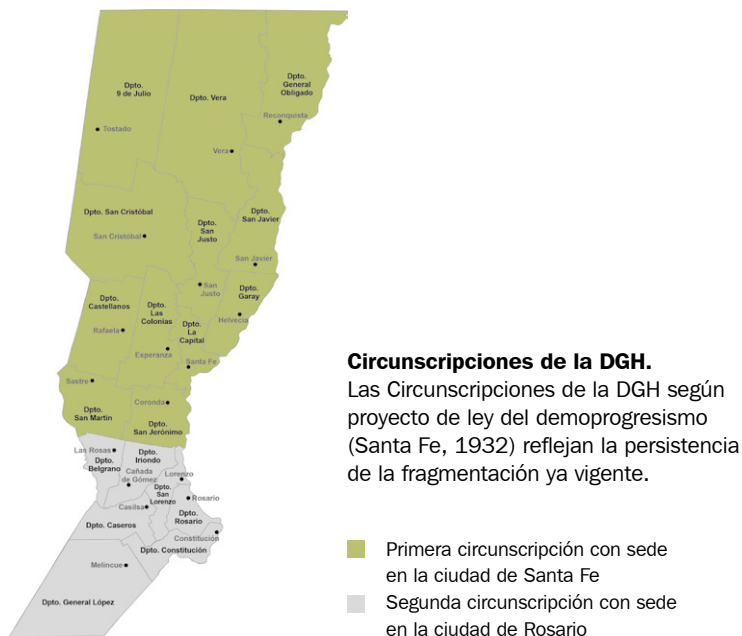 Dpto.
9 de Julio
Dpto. Vera
Dpto.
General
Obligado
Tostado
Reconquista
Vera
Dpto. San Cristóbal
San Cristóbal
Dpto.
San
Justo
Dpto.
San Javier
San Javier
San
Justo
Dpto.
Garay
Helvecia
Dpto.
Castellanos
Rafaela
Dpto.
Las
Colonias
Esperanza
Dpto.
La
Capital
Santa Fe
Sastre
Dpto.
San Martín
Coronda
Dpto.
San Jerónimo
Las Rosas
Dpto.
Belgrano
Dpto.
Iriondo
Cañada
de Gómez
Lorenzo
Dpto.
San
Lorenzo
Rosario
Casilsa
Dpto.
Rosario
Dpto. Caseros
Constitución
Dpto. Constitución
Melincue
Dpto. General López
Circunscripciones de la DGH.
Las Circunscripciones de la DGH según
proyecto de ley del demoprogresismo
(Santa Fe, 1932) reflejan la persistencia
de la fragmentación ya vigente.
Primera circunscripción con sede
en la ciudad de Santa Fe
Segunda circunscripción con sede
en la ciudad de Rosario